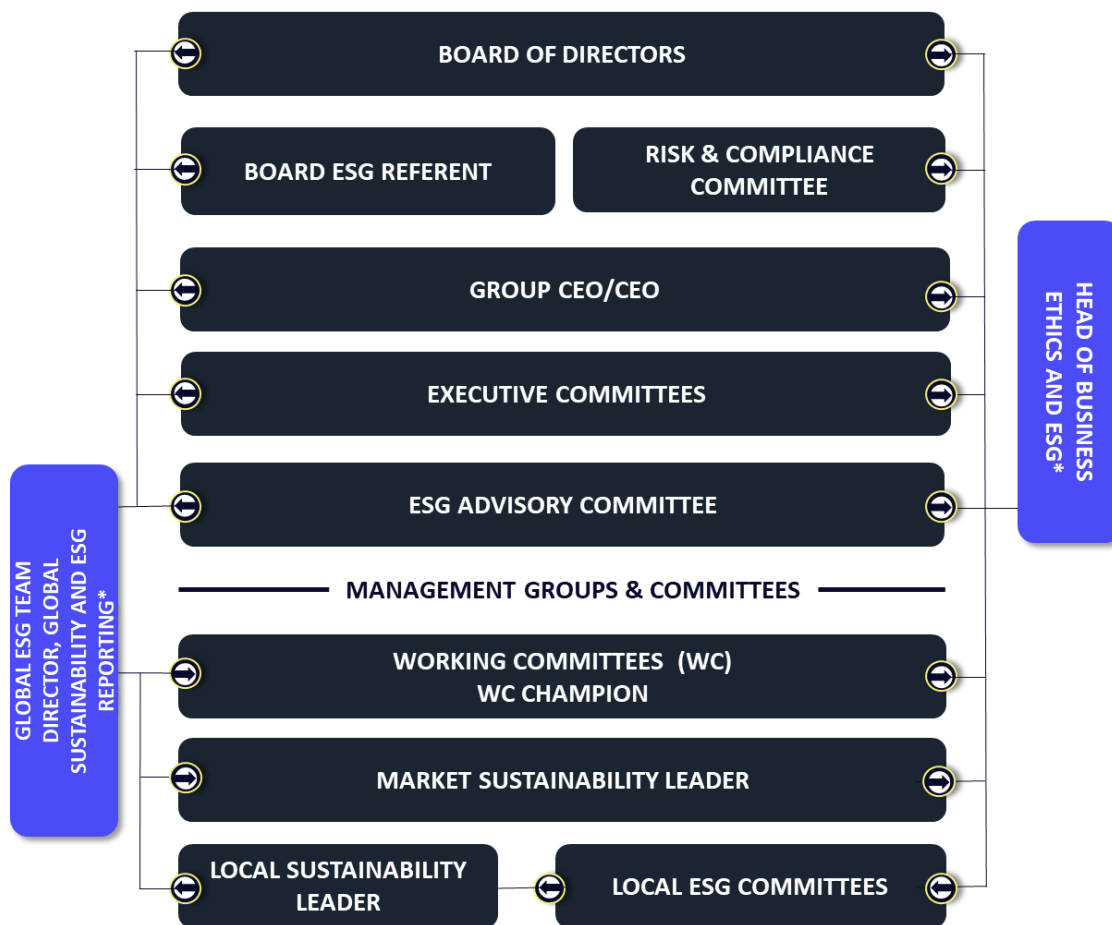 BOARD OF DIRECTORS
BOARD ESG REFERENT
RISK & COMPLIANCE
COMMITTEE
GROUP CEO/CEO
EXECUTIVE COMMITTEES
ESG ADVISORY COMMITTEE
MANAGEMENT GROUPS & COMMITTEES
WORKING COMMITTEES (WC)
WC CHAMPION
MARKET SUSTAINABILITY LEADER
LOCAL SUSTAINABILITY
LEADER
LOCAL ESG COMMITTEES
GLOBAL ESG TEAM
DIRECTOR, GLOBAL
SUSTAINABILITY AND ESG
REPORTING*
HEAD OF BUSINESS
ETHICS AND ESG*